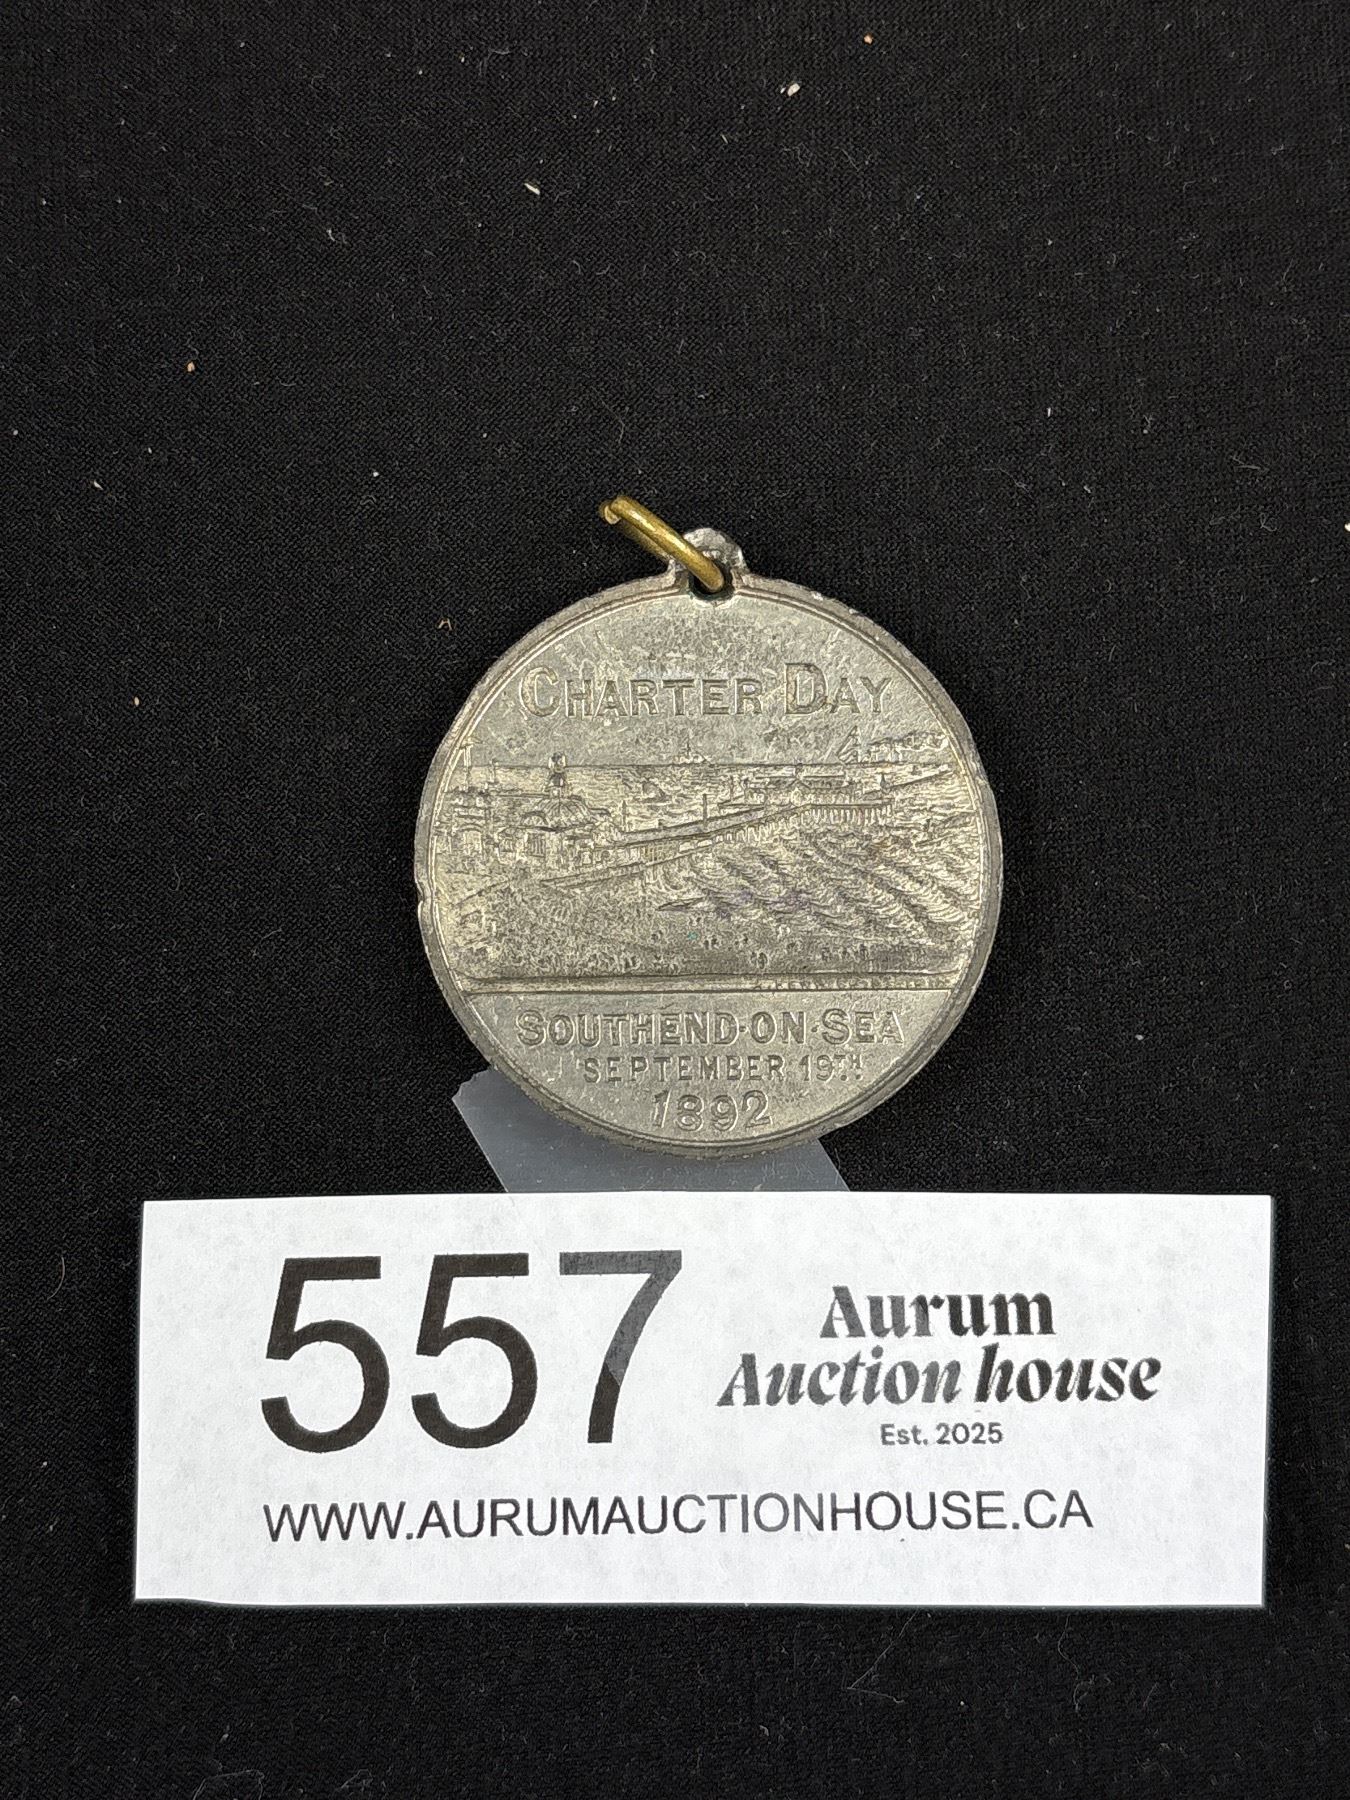 CHARTER DAY
SOUTHEND-ON-SEA
SEPTEMBER 19TH
1892
557
Aurum
Auction house
Est. 2025
WWW.AURUMAUCTIONHOUSE.CA